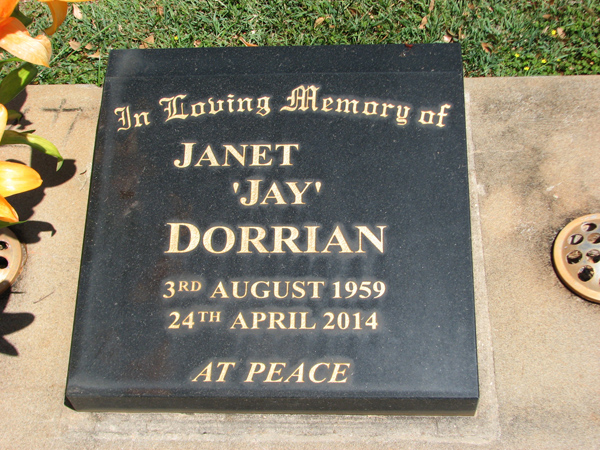 In Loving Memory of
JANET
'JAY'
DORRIAN
3RD AUGUST 1959
24TH APRIL 2014
AT PEACE